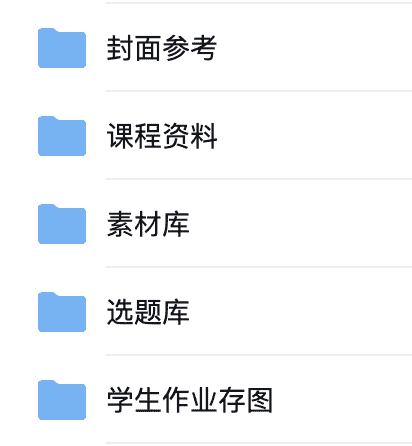 封面参考
课程资料
素材库
选题库
学生作业存图